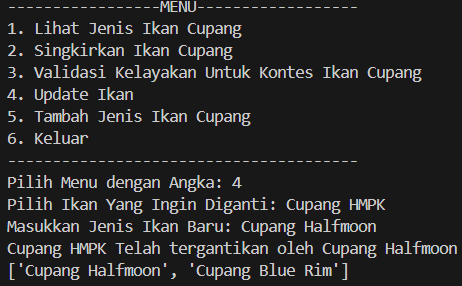 -----------------MENU------------------
1. Lihat Jenis Ikan Cupang
2. Singkirkan Ikan Cupang
3. Validasi Kelayakan Untuk Kontes Ikan Cupang
4. Update Ikan
5. Tambah Jenis Ikan Cupang
6. Keluar
---------------------------------------
Pilih Menu dengan Angka: 4
Pilih Ikan Yang Ingin Diganti: Cupang HMPK
Masukkan Jenis Ikan Baru: Cupang Halfmoon
Cupang HMPK Telah tergantikan oleh Cupang Halfmoon
['Cupang Halfmoon', 'Cupang Blue Rim']